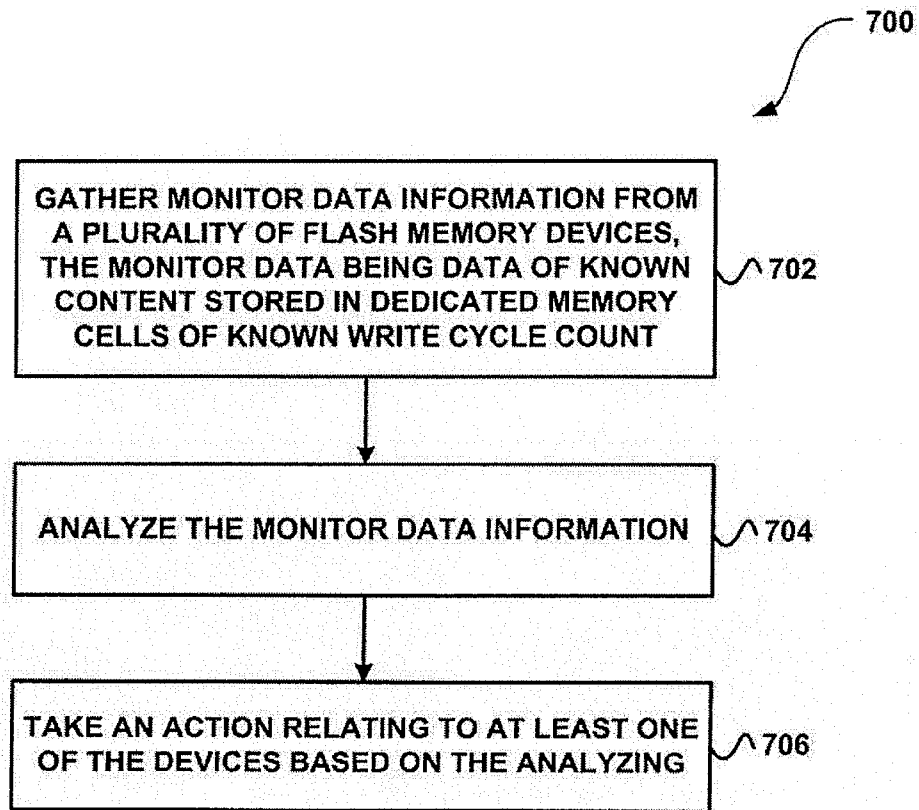 700
GATHER MONITOR DATA INFORMATION FROM
A PLURALITY OF FLASH MEMORY DEVICES,
THE MONITOR DATA BEING DATA OF KNOWN
CONTENT STORED IN DEDICATED MEMORY
CELLS OF KNOWN WRITE CYCLE COUNT
702
ANALYZE THE MONITOR DATA INFORMATION
704
TAKE AN ACTION RELATING TO AT LEAST ONE
OF THE DEVICES BASED ON THE ANALYZING
706